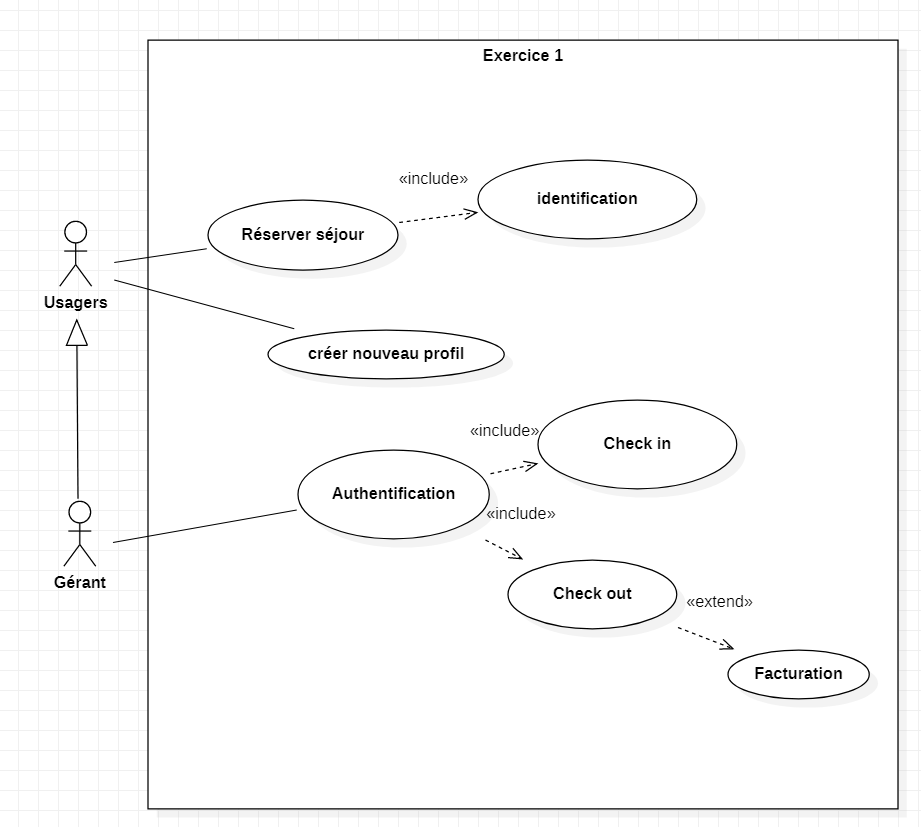 Exercice 1
«include»
identification
Réserver séjour
Usagers
créer nouveau profil
«include»
Check in
Authentification
«include»
Gérant
Check out
«extend»
Facturation